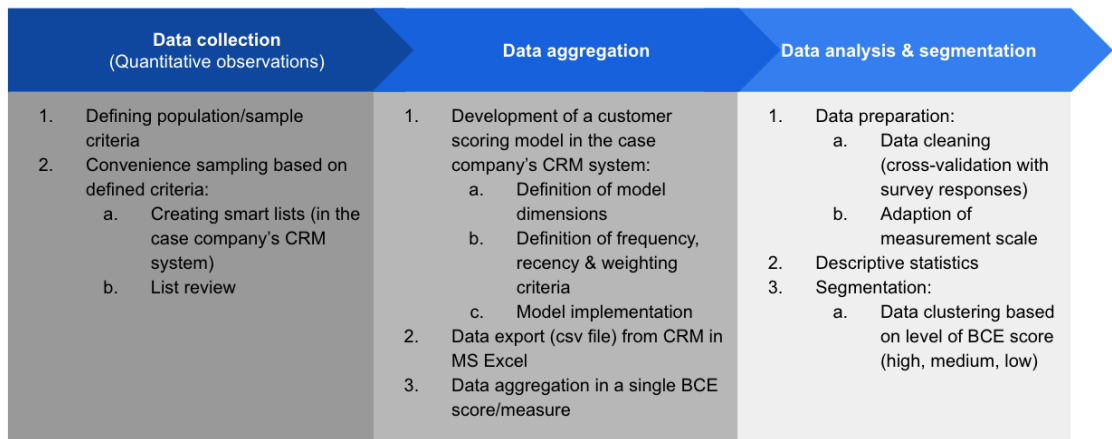 Data collection
(Quantitative observations)
Data aggregation
Data analysis & segmentation
1. Defining population/sample
criteria
2. Convenience sampling based on
defined criteria:
a. Creating smart lists (in the
case company's CRM
system)
b. List review
1. Development of a customer
scoring model in the case
company's CRM system:
a. Definition of model
dimensions
b. Definition of frequency,
recency & weighting
criteria
c. Model implementation
2. Data export (csv file) from CRM in
MS Excel
3. Data aggregation in a single BCE
score/measure
1. Data preparation:
a. Data cleaning
(cross-validation with
survey responses)
b. Adaption of
measurement scale
2. Descriptive statistics
3. Segmentation:
a. Data clustering based
on level of BCE score
(high, medium, low)